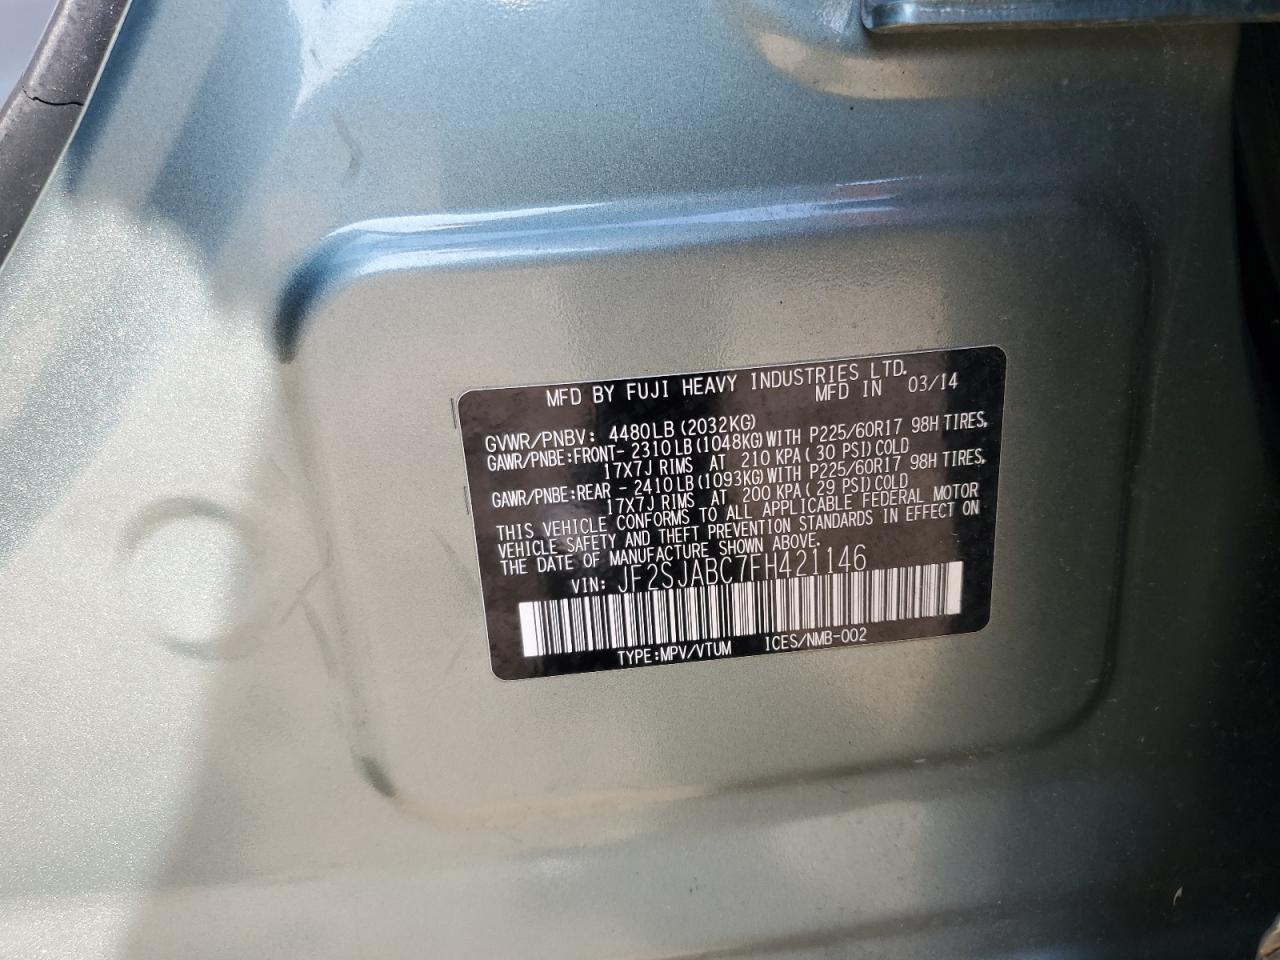 MFD BY FUJI HEAVY INDUSTRIES LTD.
MFD IN 03/14
GVWR/PNBV: 4480LB(2032KG)
GAWR/PNBE:FRONT- 2310LB(1048KG)WITH P225/60R17 98H TIRES,
17X7J RIMS AT 210 KPA(30 PSI)COLD
GAWR/PNBE:REAR - 2410LB(1093KG)WITH P225/60R17 98H TIRES,
17X7J RIMS AT 200 KPA(29 PSI)COLD
THIS VEHICLE CONFORMS TO ALL APPLICABLE FEDERAL MOTOR
VEHICLE SAFETY AND THEFT PREVENTION STANDARDS IN EFFECT ON
THE DATE OF MANUFACTURE SHOWN ABOVE.
VIN: JF2SJABC7FH421146
TYPE:MPV/VTUM ICES/NMB-002